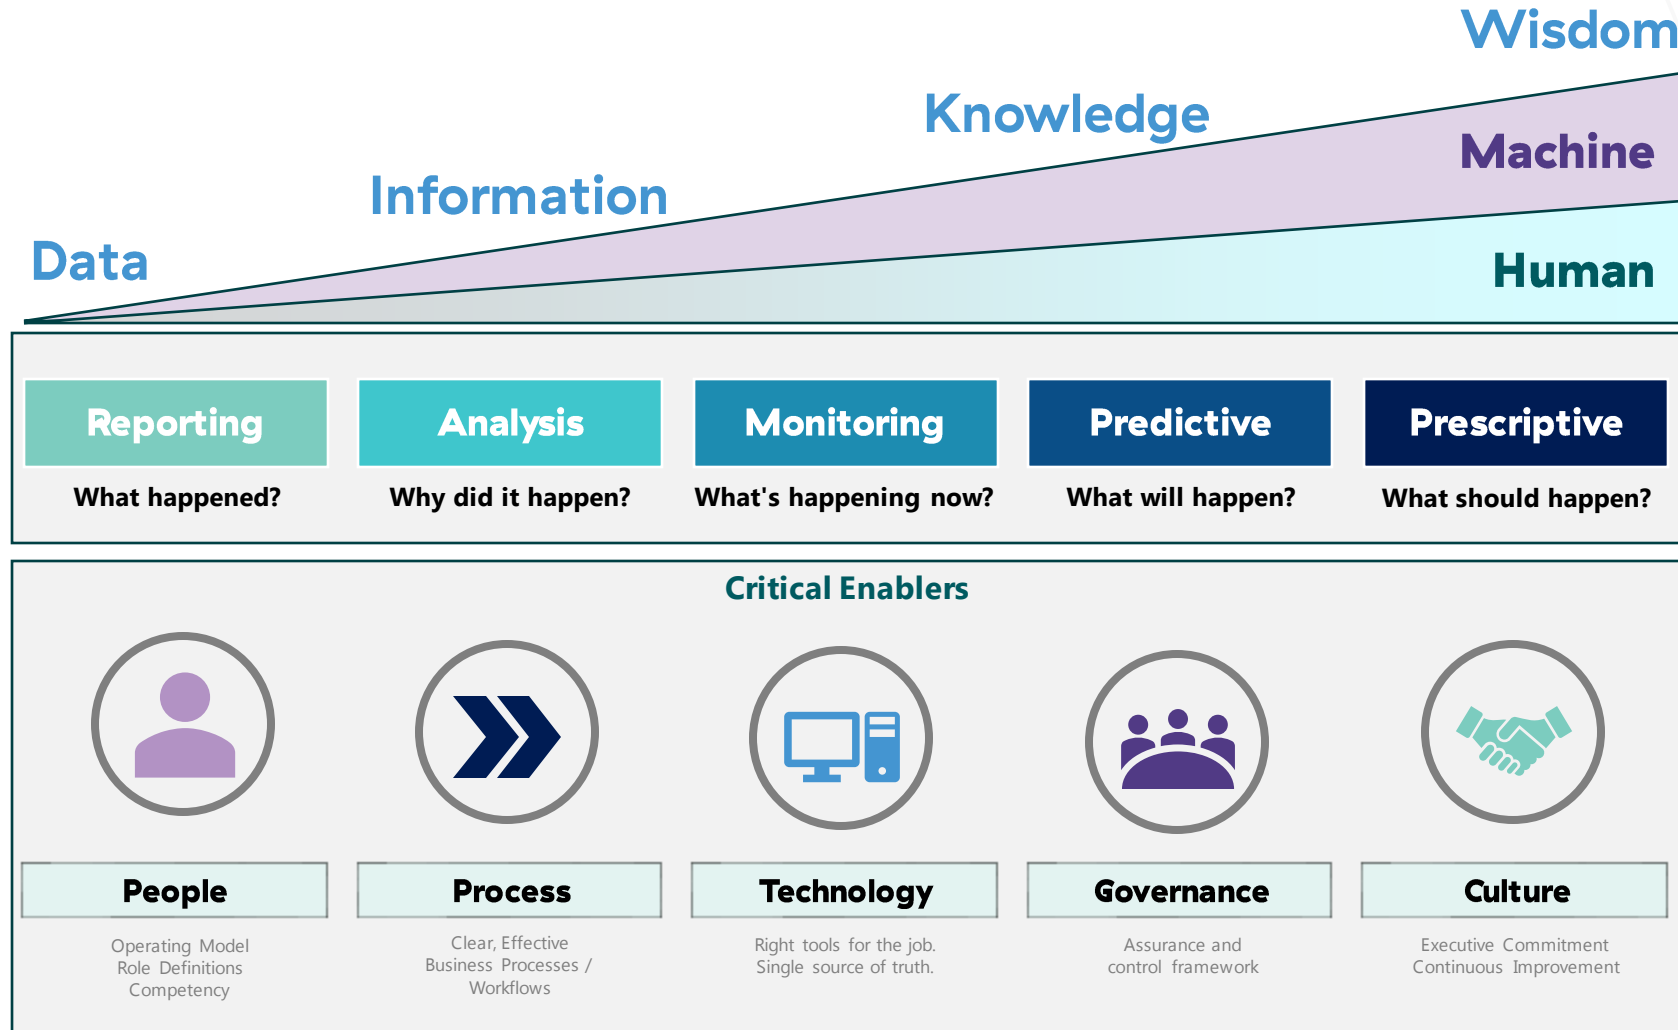 Wisdom
Knowledge
Machine
Information
Data
Human
Reporting
Analysis
Monitoring
Predictive
Prescriptive
What happened?
Why did it happen?
What's happening now?
What will happen?
What should happen?
Critical Enablers
People
Process
Technology
Governance
Culture
Operating Model
Role Definitions
Competency
Clear, Effective
Business Processes /
Workflows
Right tools for the job.
Single source of truth.
Assurance and
control framework
Executive Commitment
Continuous Improvement